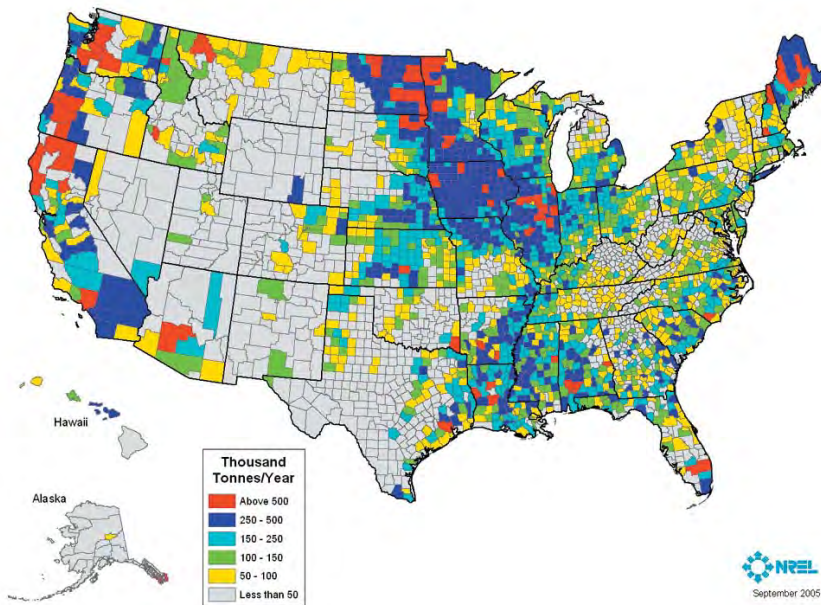 Hawaii
Alaska
Thousand
Tonnes/Year
Above 500
250 - 500
150 - 250
100 - 150
50 - 100
Less than 50
NREL
September 2005